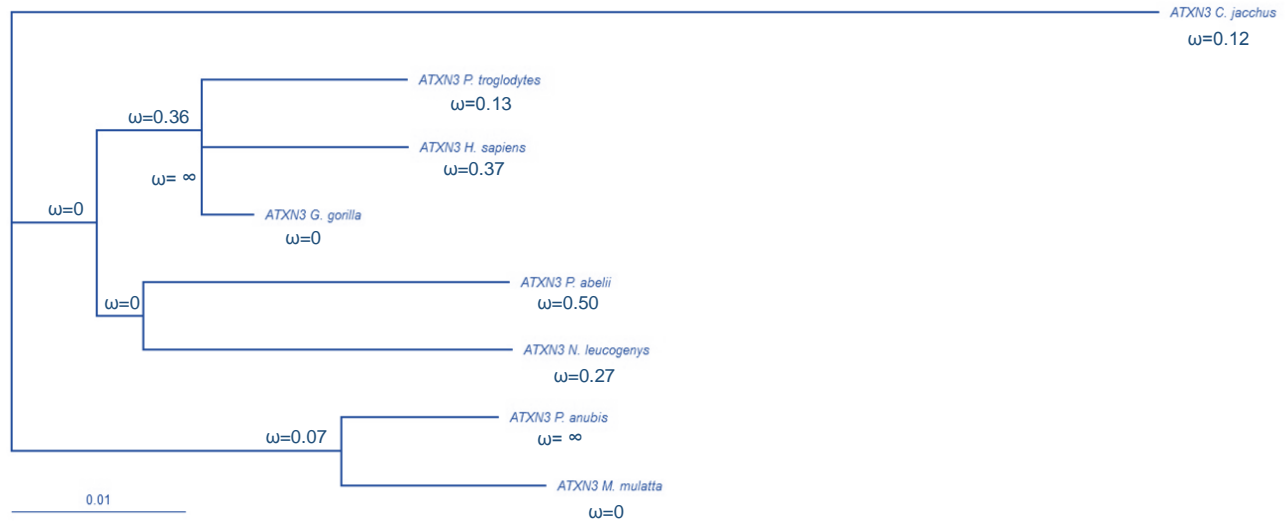 ATXN3 C. jacchus
ω=0.12
ATXN3 P. troglodytes
ω=0.13
ω=0.36
ATXN3 H. sapiens
ω=0.37
ω= ∞
ATXN3 G. gorilla
ω=0
ω=0
ATXN3 P. abelii
ω=0.50
ω=0
ATXN3 N. leucogenys
ω=0.27
ATXN3 P. anubis
ω= ∞
ω=0.07
ATXN3 M. mulatta
ω=0
0.01